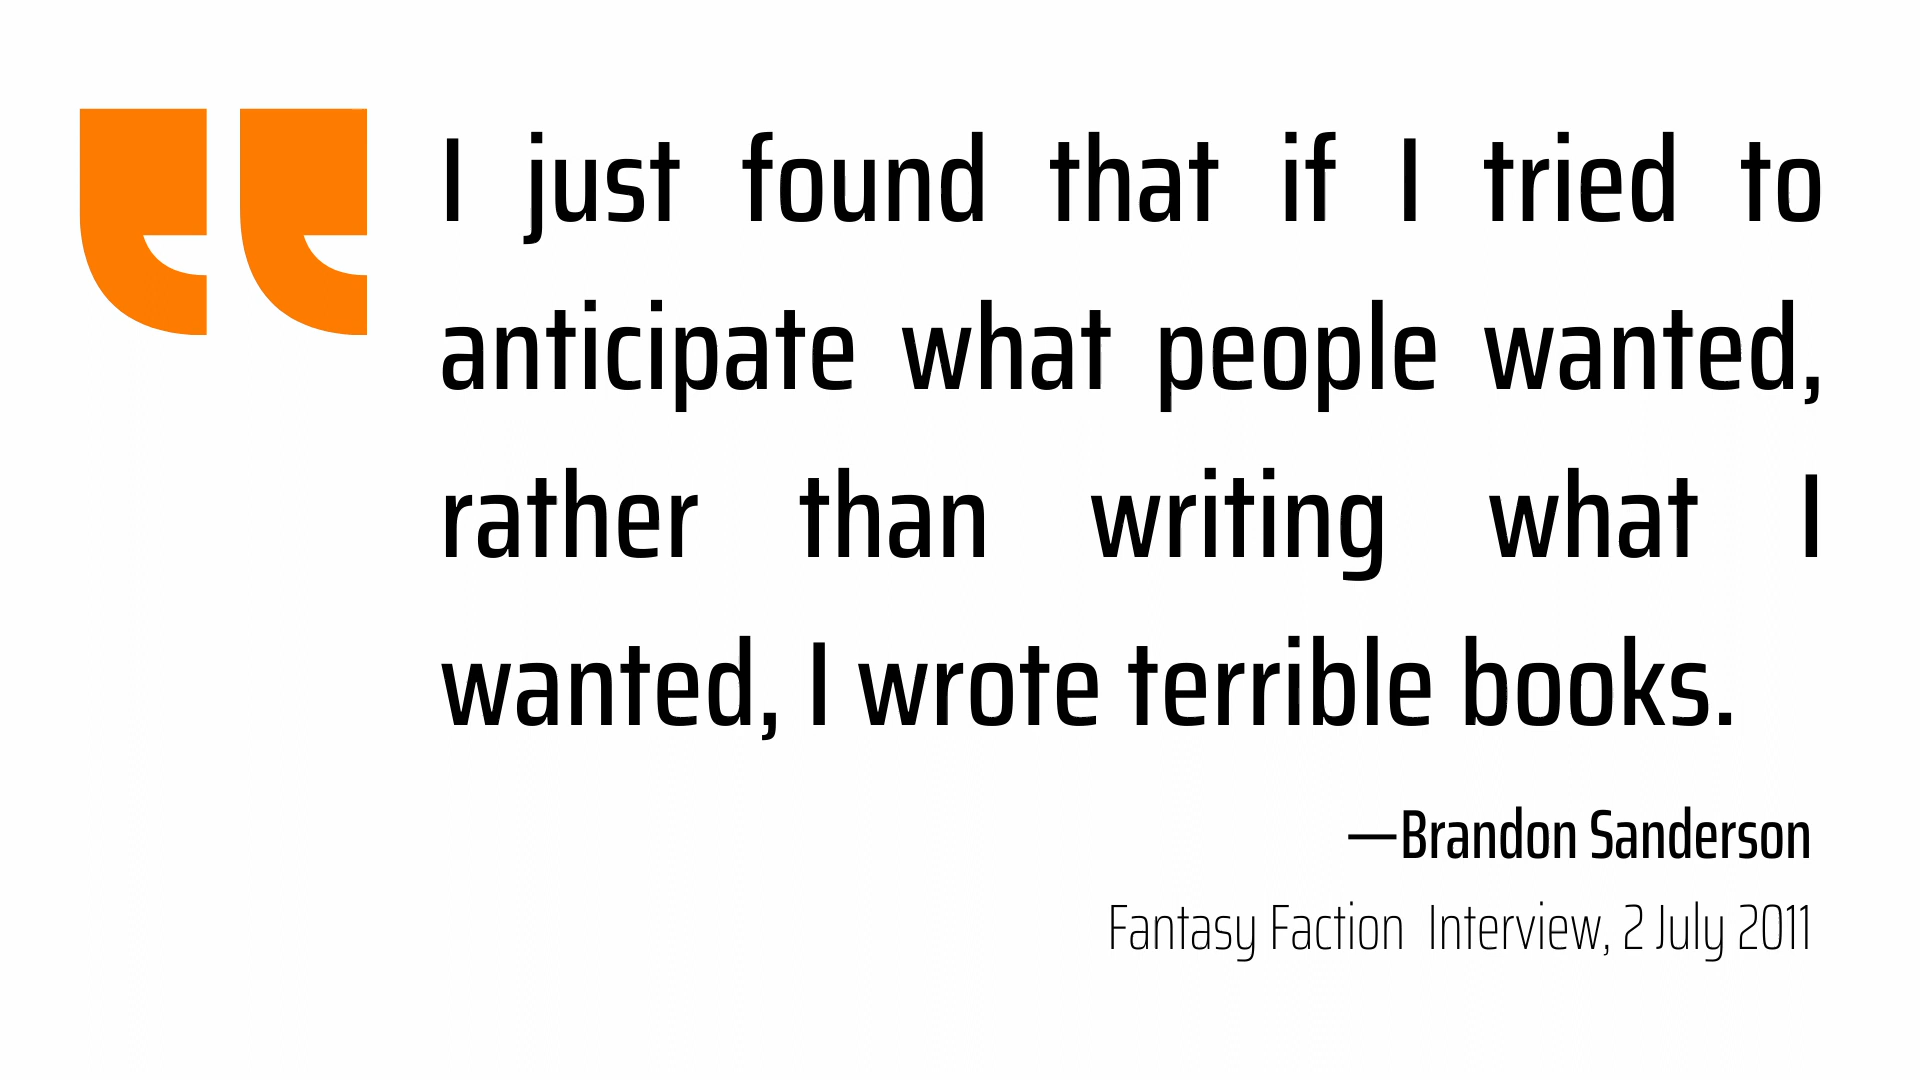 I just found that if I tried to
anticipate what people wanted,
rather than writing what I
wanted, I wrote terrible books.
—Brandon Sanderson
Fantasy Faction Interview, 2 July 2011